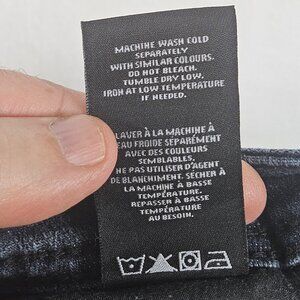 MACHINE WASH COLD
SEPARATELY
WITH SIMILAR COLOURS.
DO NOT BLEACH.
TUMBLE DRY LOW.
IRON AT LOW TEMPERATURE
IF NEEDED.
LAVER À LA MACHINE À
EAU FROIDE SÉPARÉMENT
AVEC DES COULEURS
SEMBLABLES.
NE PAS UTILISER D'AGENT
DE BLANCHIMENT. SÉCHER À
LA MACHINE A BASSE
TEMPÉRATURE.
REPASSER À BASSE
TEMPÉRATURE
AU BESOIN.